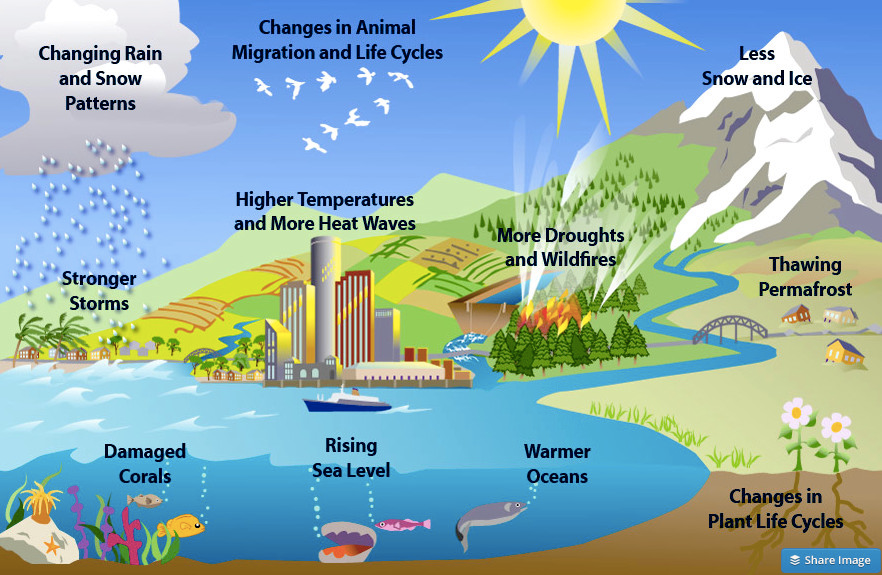 Changing Rain
and Snow
Patterns
Changes in Animal
Migration and Life Cycles
Less
Snow and Ice
Higher Temperatures
and More Heat Waves
More Droughts
and Wildfires
Stronger
Storms
Thawing
Permafrost
Damaged
Corals
Rising
Sea Level
Warmer
Oceans
Changes in
Plant Life Cycles
Share Image